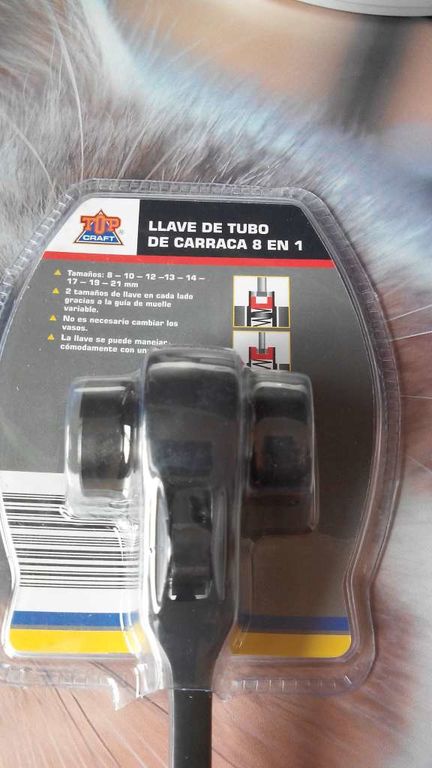 TOP
CRAFT
LLAVE DE TUBO
DE CARRACA 8 EN 1
Tamaños: 8 – 10 – 12 –13 – 14 –
17 – 19 – 21 mm
2 tamaños de llave en cada lado
gracias a la guía de muelle
variable.
No es necesario cambiar los
vasos.
La llave se puede manejar
cómodamente con un